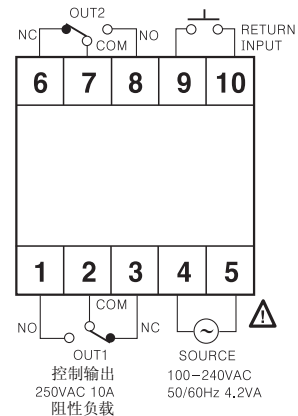 OUT2
NC
COM
NO
RETURN
INPUT
6 7 8 9 10
1 2 3 4 5
COM
NO
NC
OUT1
控制输出
250VAC 10A
阻性负载
SOURCE
100-240VAC
50/60Hz 4.2VA